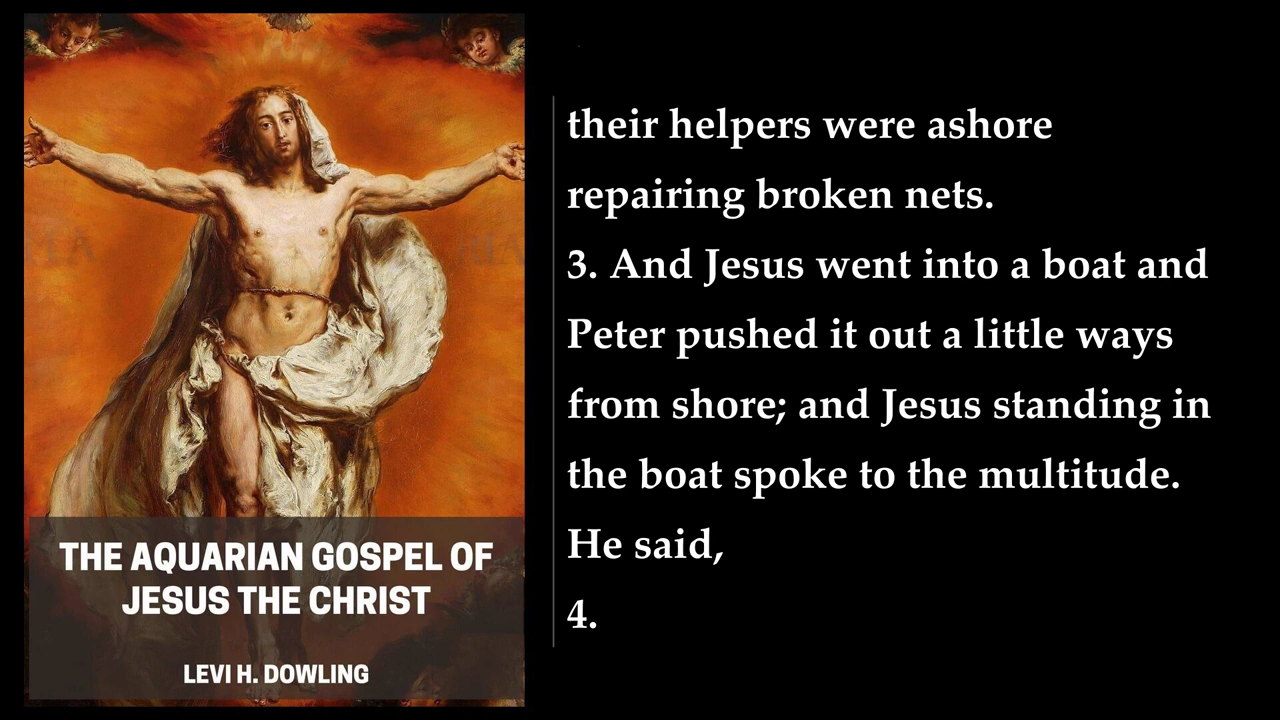 THE AQUARIAN GOSPEL OF
JESUS THE CHRIST
LEVI H. DOWLING
their helpers were ashore
repairing broken nets.
3. And Jesus went into a boat and
Peter pushed it out a little ways
from shore; and Jesus standing in
the boat spoke to the multitude.
He said,
4.